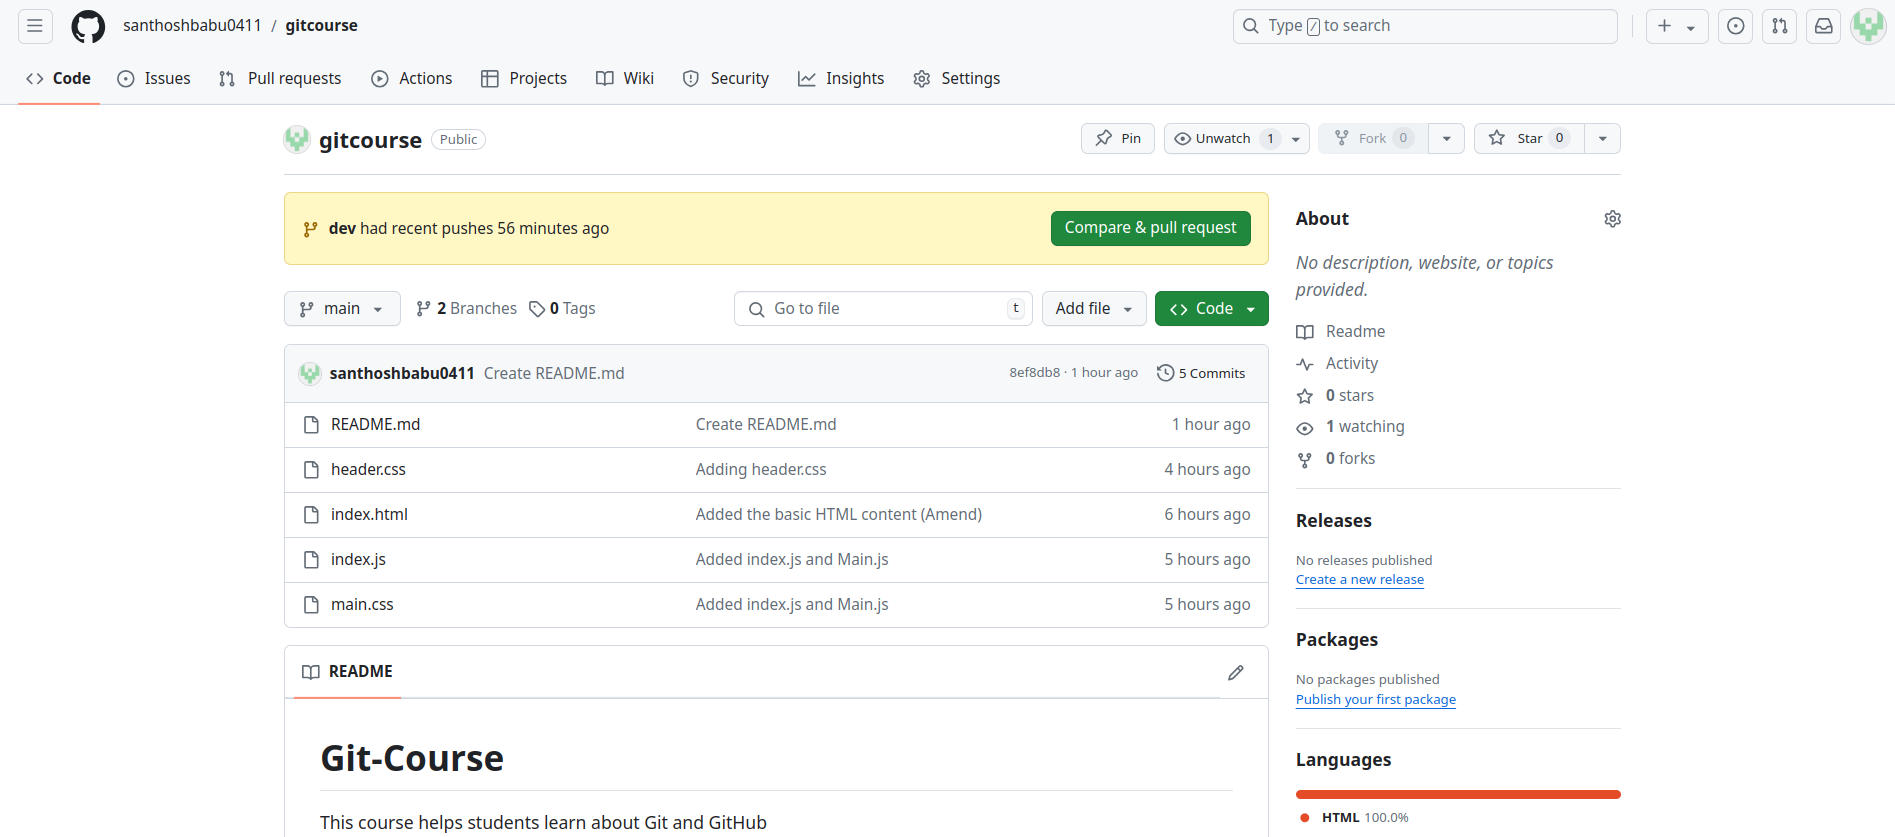 santhoshbabu0411 / gitcourse
Type / to search
Code Issues Pull requests Actions Projects Wiki Security Insights Settings
gitcourse Public
Pin Unwatch 1 Fork 0 Star 0
dev had recent pushes 56 minutes ago
Compare & pull request
main 2 Branches 0 Tags
Go to file t
Add file
Code
santhoshbabu0411 Create README.md 8ef8db8 · 1 hour ago 5 Commits
README.md Create README.md 1 hour ago
header.css Adding header.css 4 hours ago
index.html Added the basic HTML content (Amend) 6 hours ago
index.js Added index.js and Main.js 5 hours ago
main.css Added index.js and Main.js 5 hours ago
README
Git-Course
This course helps students learn about Git and GitHub
About
No description, website, or topics
provided.
Readme
Activity
0 stars
1 watching
0 forks
Releases
No releases published
Create a new release
Packages
No packages published
Publish your first package
Languages
HTML 100.0%